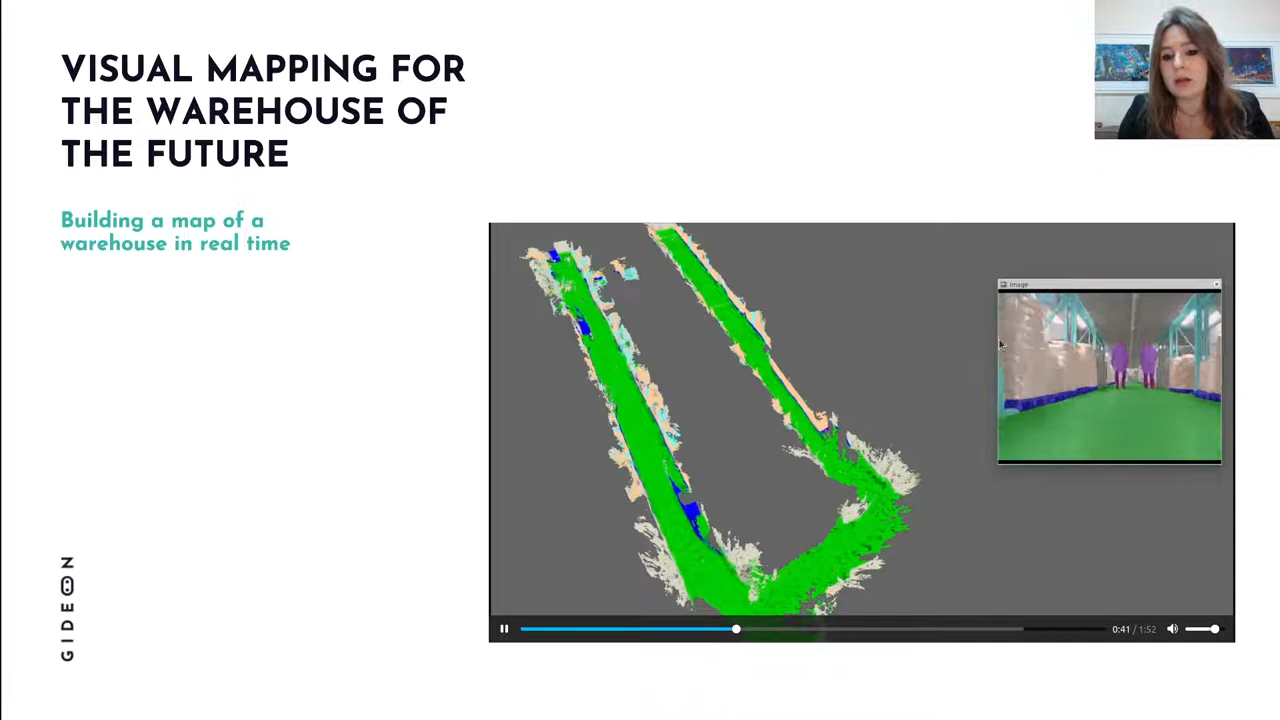 VISUAL MAPPING FOR
THE WAREHOUSE OF
THE FUTURE
Building a map of a
warehouse in real time
Image
0:41 / 1:52
GIDEON